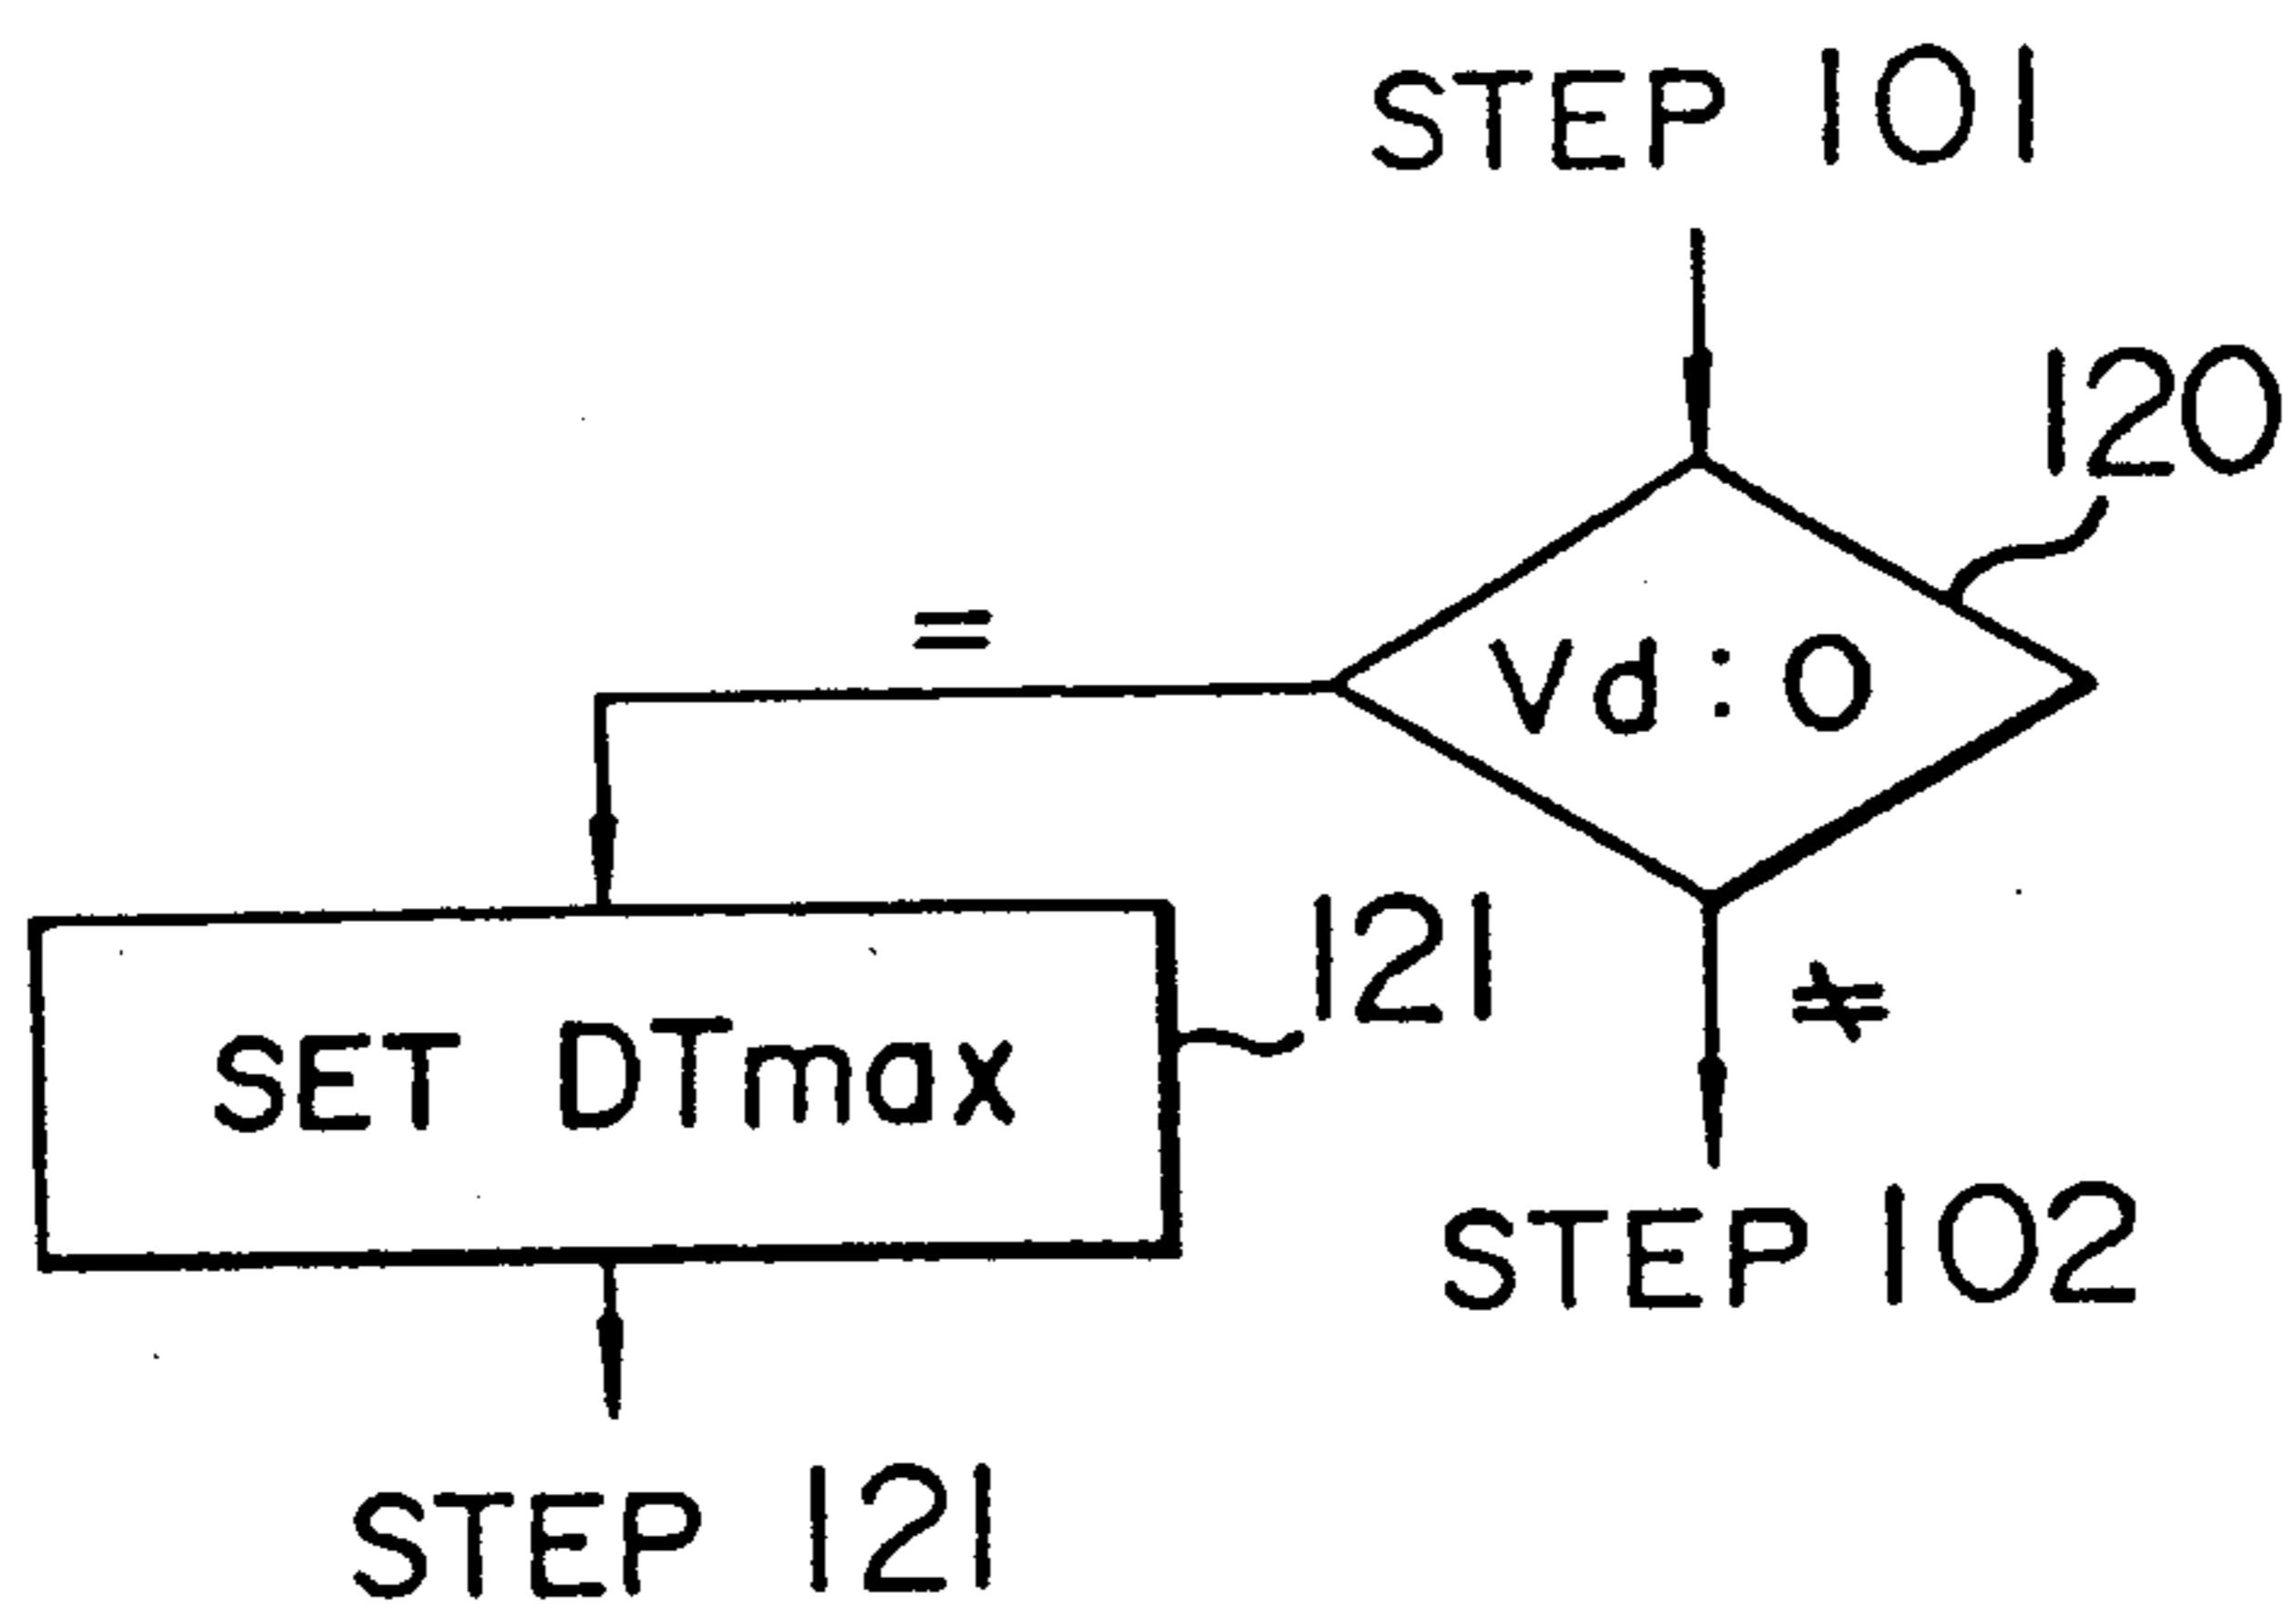 STEP 101
120
=
Vd : 0
121
≠
SET DTmax
STEP 102
STEP 121